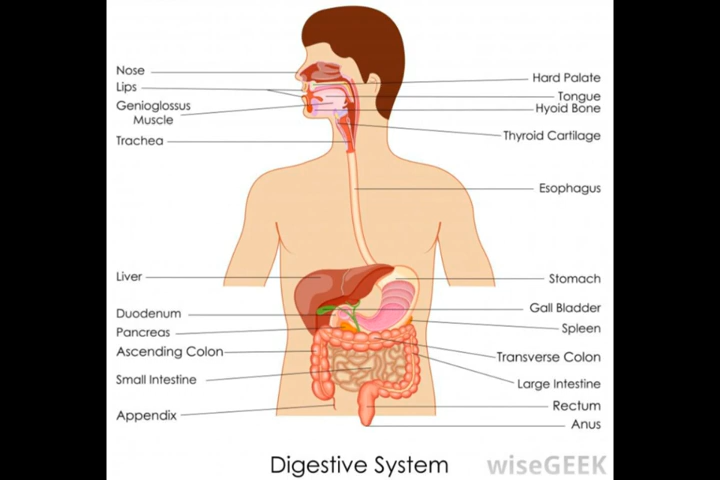 Nose
Lips
Genioglossus
Muscle
Trachea
Liver
Duodenum
Pancreas
Ascending Colon
Small Intestine
Appendix
Hard Palate
Tongue
Hyoid Bone
Thyroid Cartilage
Esophagus
Stomach
Gall Bladder
Spleen
Transverse Colon
Large Intestine
Rectum
Anus
Digestive System
wiseGEEK